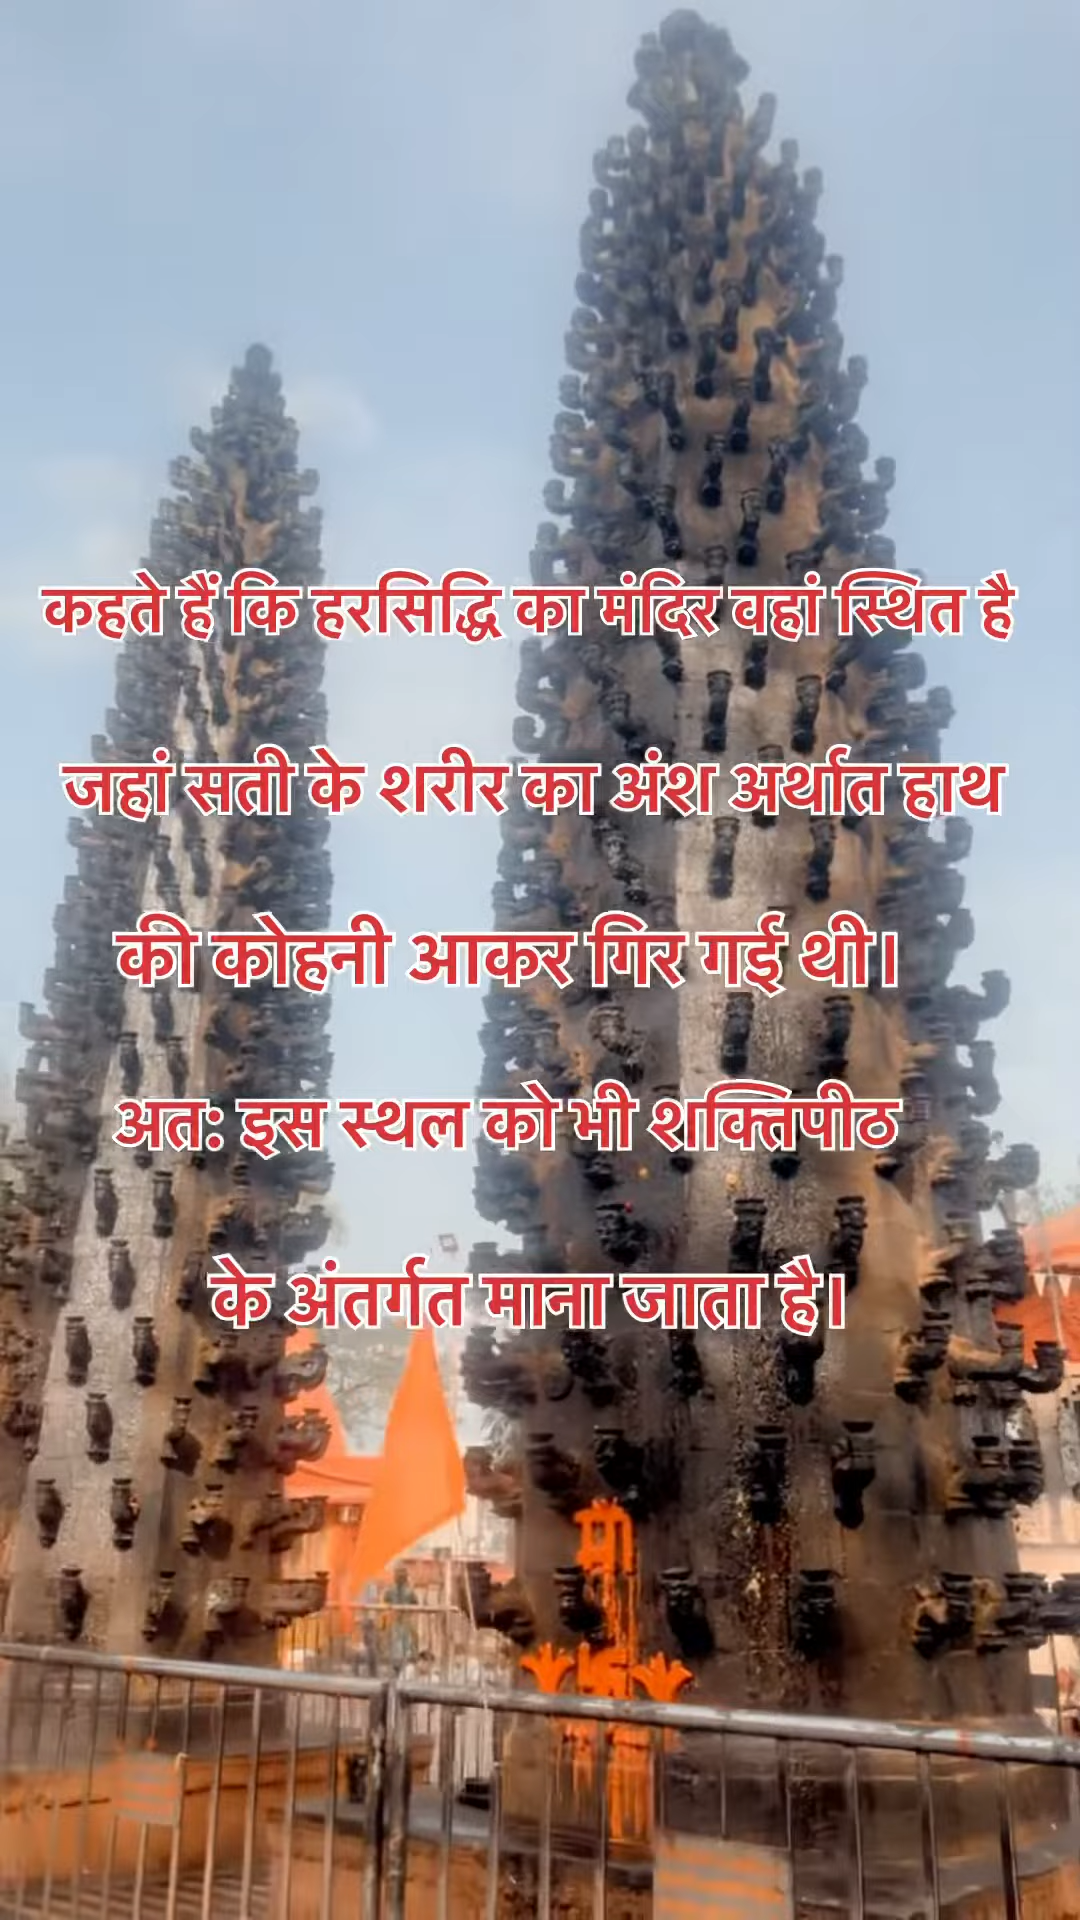 कहते हैं कि हरसिद्धि का मंदिर वहां स्थित है
जहां सती के शरीर का अंश अर्थात हाथ
की कोहनी आकर गिर गई थी।
अत: इस स्थल को भी शक्तिपीठ
के अंतर्गत माना जाता है।